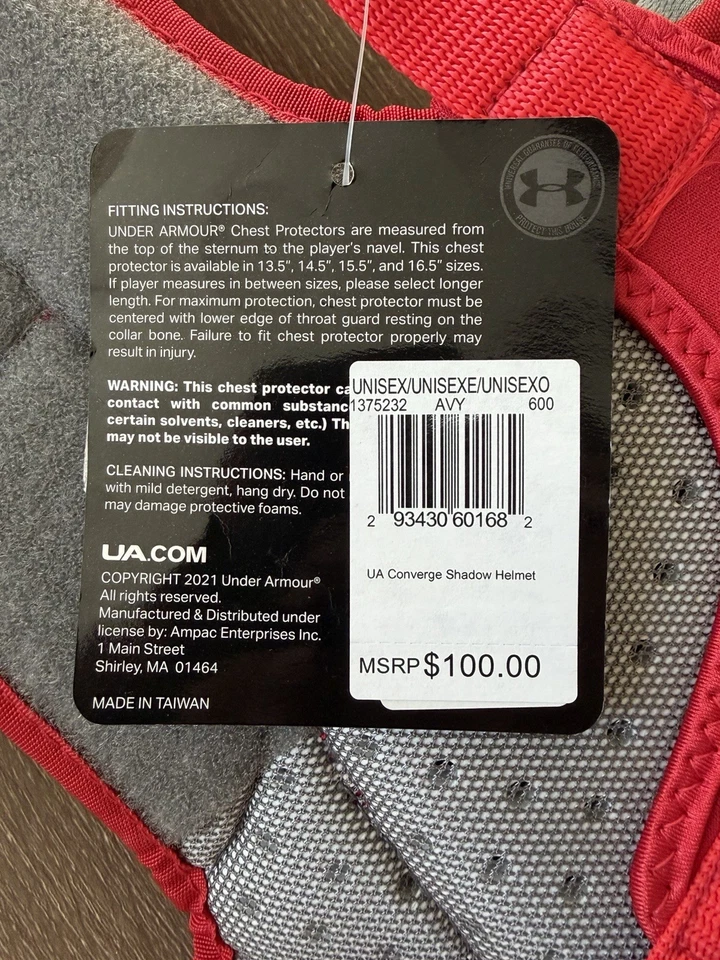 FITTING INSTRUCTIONS:
UNDER ARMOUR® Chest Protectors are measured from
the top of the sternum to the player's navel. This chest
protector is available in 13.5", 14.5", 15.5", and 16.5" sizes.
If player measures in between sizes, please select longer
length. For maximum protection, chest protector must be
centered with lower edge of throat guard resting on the
collar bone. Failure to fit chest protector properly may
result in injury.
WARNING: This chest protector ca
contact with common substanc
certain solvents, cleaners, etc.) Th
may not be visible to the user.
CLEANING INSTRUCTIONS: Hand or
with mild detergent, hang dry. Do not
may damage protective foams.
UA.COM
COPYRIGHT 2021 Under Armour®
All rights reserved.
Manufactured & Distributed under
license by: Ampac Enterprises Inc.
1 Main Street
Shirley, MA 01464
MADE IN TAIWAN
UNIVERSAL GUARANTEE OF PERFORMANCE
PROTECT THIS HOUSE
UNISEX/UNISEXE/UNISEXO
1375232 AVY 600
2 93430 60168 2
UA Converge Shadow Helmet
MSRP $100.00